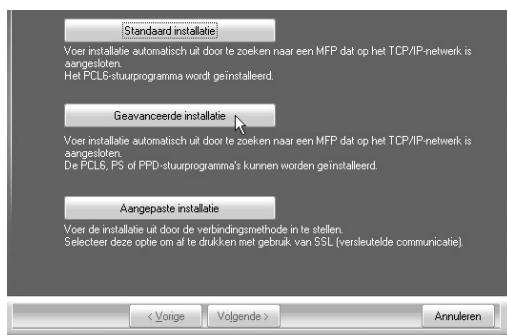 Standaard installatie
Voer installatie automatisch uit door te zoeken naar een MFP dat op het TCP/IP-netwerk is
aangesloten.
Het PCL6-stuurprogramma wordt geïnstalleerd.
Geavanceerde installatie
Voer installatie automatisch uit door te zoeken naar een MFP dat op het TCP/IP-netwerk is
aangesloten.
De PCL6, PS of PPD-stuurprogramma's kunnen worden geïnstalleerd.
Aangepaste installatie
Voer de installatie uit door de verbindingsmethode in te stellen.
Selecteer deze optie om af te drukken met gebruik van SSL (versleutelde communicatie).
< Vorige Volgende > Annuleren